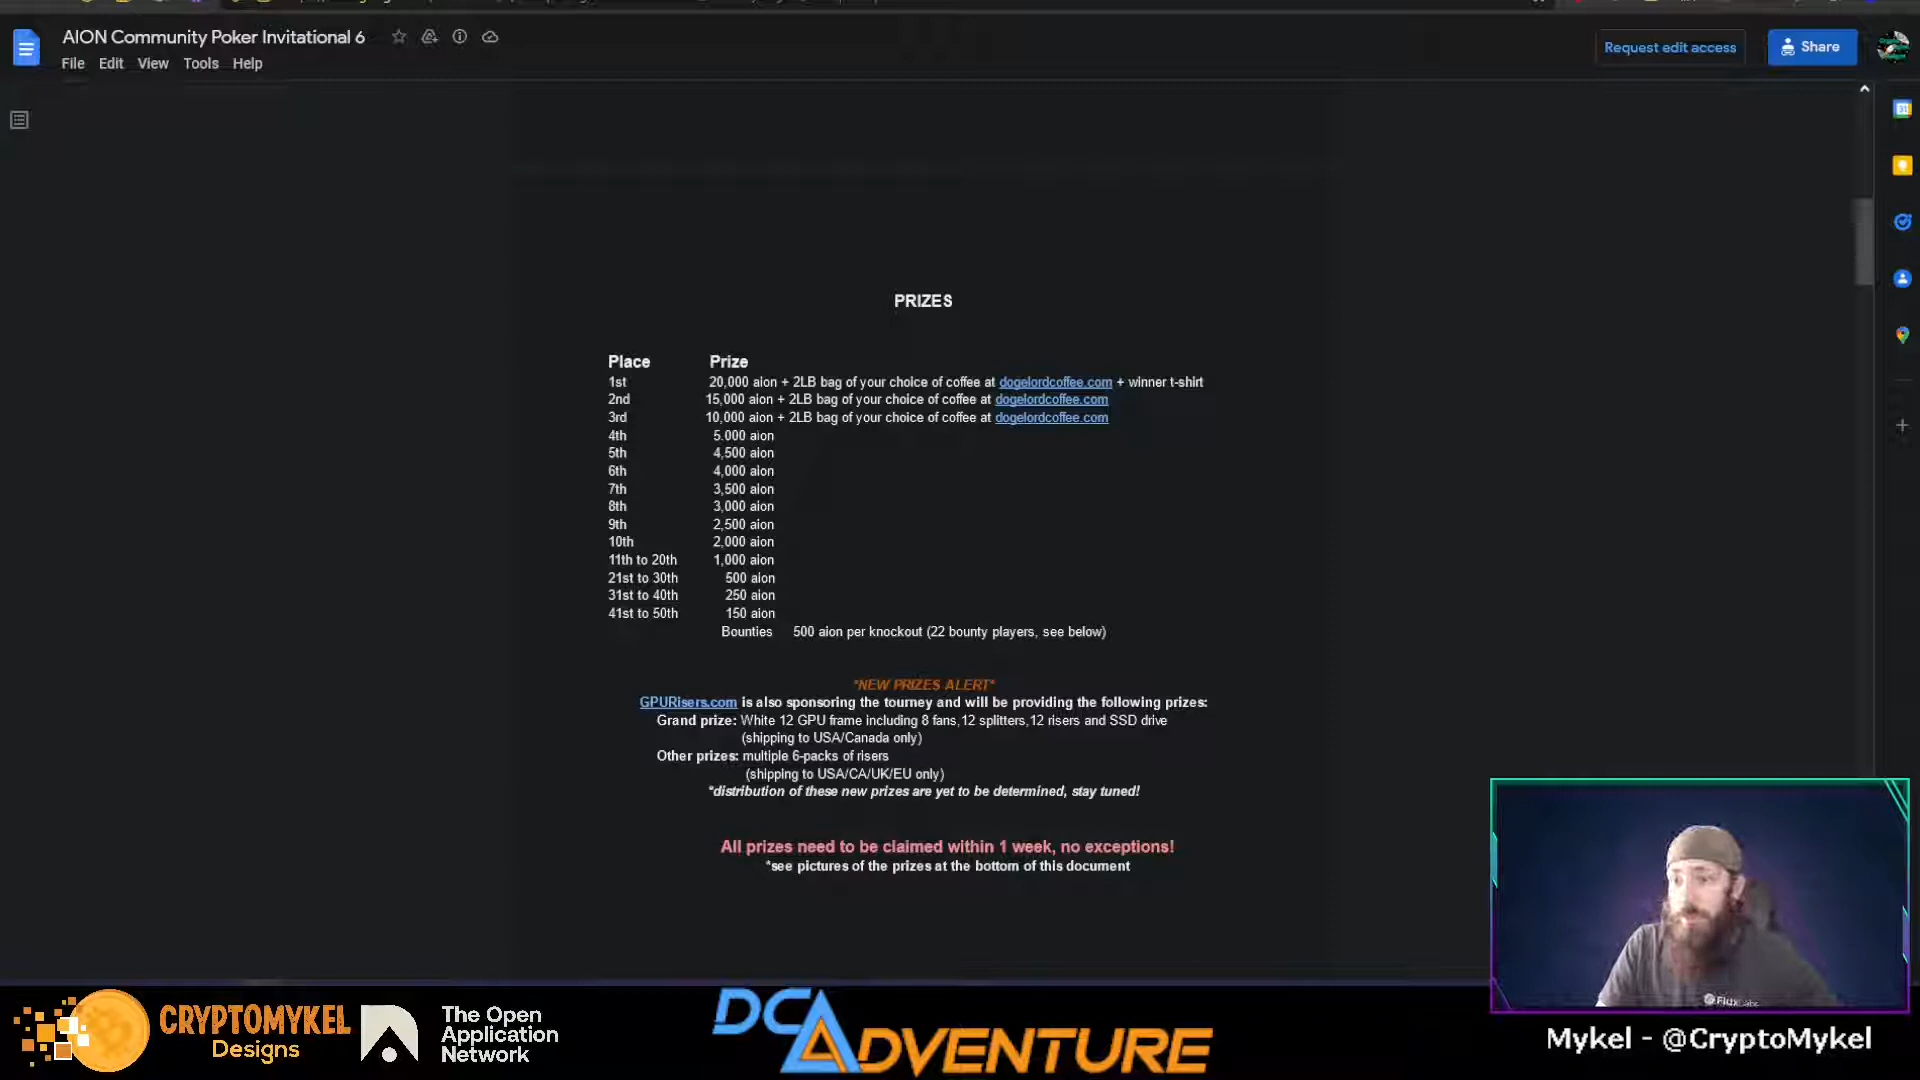 AION Community Poker Invitational 6
File Edit View Tools Help
Request edit access
Share
PRIZES
Place Prize
1st 20,000 aion + 2LB bag of your choice of coffee at dogelordcoffee.com + winner t-shirt
2nd 15,000 aion + 2LB bag of your choice of coffee at dogelordcoffee.com
3rd 10,000 aion + 2LB bag of your choice of coffee at dogelordcoffee.com
4th 5.000 aion
5th 4,500 aion
6th 4,000 aion
7th 3,500 aion
8th 3,000 aion
9th 2,500 aion
10th 2,000 aion
11th to 20th 1,000 aion
21st to 30th 500 aion
31st to 40th 250 aion
41st to 50th 150 aion
Bounties 500 aion per knockout (22 bounty players, see below)
*NEW PRIZES ALERT*
GPURisers.com is also sponsoring the tourney and will be providing the following prizes:
Grand prize: White 12 GPU frame including 8 fans,12 splitters,12 risers and SSD drive
(shipping to USA/Canada only)
Other prizes: multiple 6-packs of risers
(shipping to USA/CA/UK/EU only)
*distribution of these new prizes are yet to be determined, stay tuned!
All prizes need to be claimed within 1 week, no exceptions!
*see pictures of the prizes at the bottom of this document
CRYPTOMYKEL
Designs
The Open
Application
Network
DCADVENTURE
FluxLabs
Mykel - @CryptoMykel